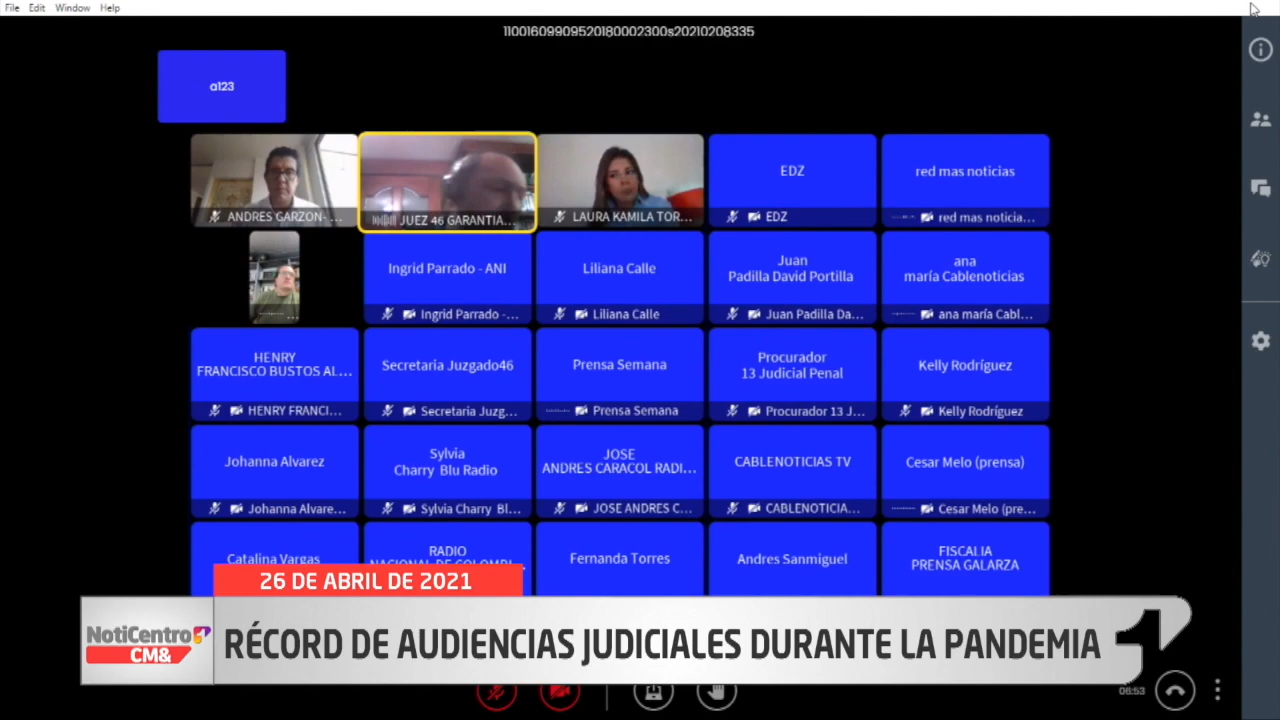 File Edit Window Help
11001609909520180002300s20210208335
a123
ANDRES GARZON- ...
JUEZ 46 GARANTIA...
LAURA KAMILA TOR...
EDZ
EDZ
red mas noticias
red mas noticia...
Ingrid Parrado - ANI
Ingrid Parrado -...
Liliana Calle
Liliana Calle
Juan
Padilla David Portilla
Juan Padilla Da...
ana
maría Cablenoticias
ana maría Cabl...
HENRY
FRANCISCO BUSTOS AL...
HENRY FRANCI...
Secretaria Juzgado46
Secretaria Juzg...
Prensa Semana
Prensa Semana
Procurador
13 Judicial Penal
Procurador 13 J...
Kelly Rodríguez
Kelly Rodríguez
Johanna Alvarez
Johanna Alvare...
Sylvia
Charry Blu Radio
Sylvia Charry Bl...
JOSE
ANDRES CARACOL RADI...
JOSE ANDRES C...
CABLENOTICIAS TV
CABLENOTICIA...
Cesar Melo (prensa)
Cesar Melo (pre...
Catalina Vargas
RADIO
NACIONAL DE COLOMBI...
Fernanda Torres
Andres Sanmiguel
FISCALIA
PRENSA GALARZA
26 DE ABRIL DE 2021
NotiCentro 1
CM&
RÉCORD DE AUDIENCIAS JUDICIALES DURANTE LA PANDEMIA
1
06:53